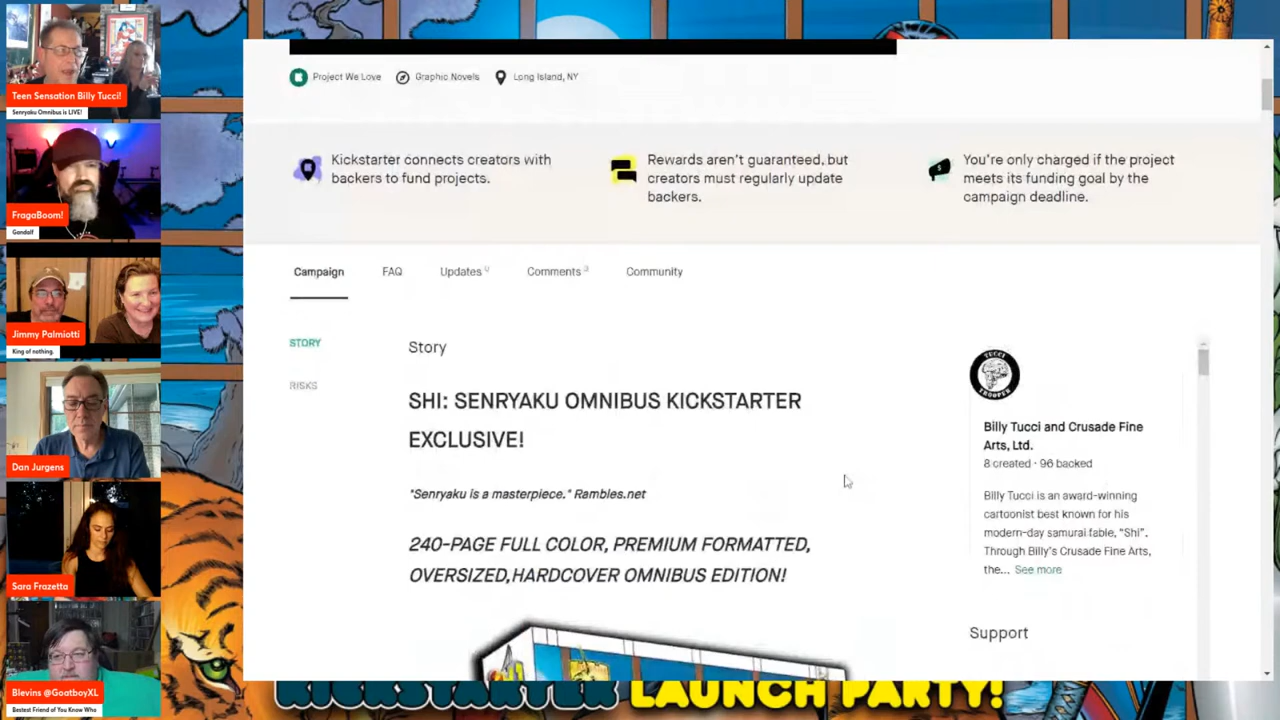 Teen Sensation Billy Tucci!
Senryaku Omnibus is LIVE!
FragaBoom!
Gandalf
Jimmy Palmiotti
King of nothing.
Dan Jurgens
Sara Frazetta
Blevins @GoatboyXL
Bestest Friend of You Know Who
Project We Love
Graphic Novels
Long Island, NY
Kickstarter connects creators with
backers to fund projects.
Rewards aren't guaranteed, but
creators must regularly update
backers.
You're only charged if the project
meets its funding goal by the
campaign deadline.
Campaign
FAQ
Updates 0
Comments 3
Community
STORY
RISKS
Story
SHI: SENRYAKU OMNIBUS KICKSTARTER
EXCLUSIVE!
"Senryaku is a masterpiece." Rambles.net
240-PAGE FULL COLOR, PREMIUM FORMATTED,
OVERSIZED,HARDCOVER OMNIBUS EDITION!
TUCCI
TROOPER
Billy Tucci and Crusade Fine
Arts, Ltd.
8 created · 96 backed
Billy Tucci is an award-winning
cartoonist best known for his
modern-day samurai fable, "Shi".
Through Billy's Crusade Fine Arts,
the... See more
Support
KICKSTARTER LAUNCH PARTY!